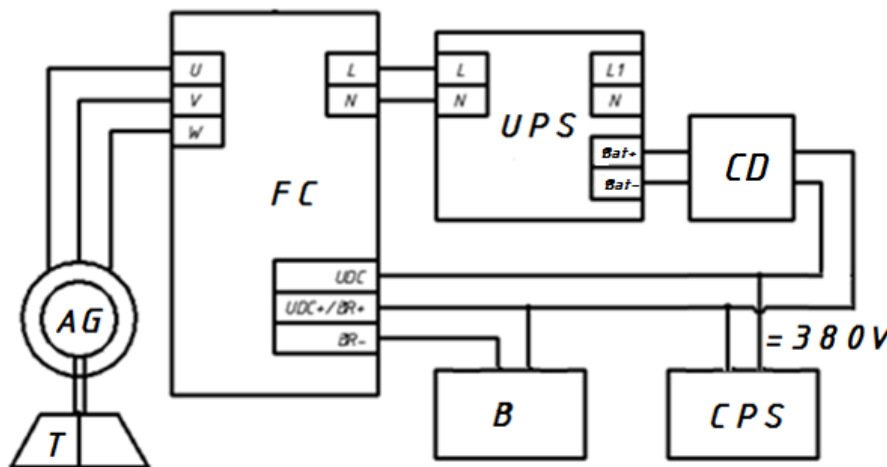 U
V
W
L
N
FC
UDC
UDC+/BR+
BR-
L
N
UPS
L1
N
Bat+
Bat-
CD
AG
T
B
CPS
=380V